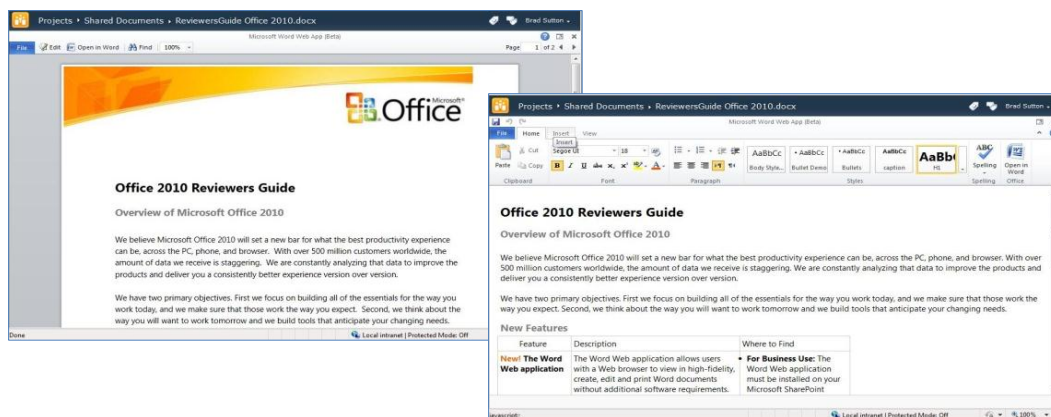 Projects ▸ Shared Documents ▸ ReviewersGuide Office 2010.docx
Brad Sutton
Microsoft Word Web App (Beta)
File Edit Open in Word Find 100% Page 1 of 2
Office Microsoft®
Office 2010 Reviewers Guide
Overview of Microsoft Office 2010
We believe Microsoft Office 2010 will set a new bar for what the best productivity experience
can be, across the PC, phone, and browser. With over 500 million customers worldwide, the
amount of data we receive is staggering. We are constantly analyzing that data to improve the
products and deliver you a consistently better experience version over version.
We have two primary objectives. First we focus on building all of the essentials for the way you
work today, and we make sure that those work the way you expect. Second, we think about the
way you will want to work tomorrow and we build tools that anticipate your changing needs.
Done Local intranet | Protected Mode: Off
Projects ▸ Shared Documents ▸ ReviewersGuide Office 2010.docx
Brad Sutton
Microsoft Word Web App (Beta)
File Home Insert View
Insert
Paste Cut Copy
Segoe UI 18
B I U abc
AaBbCc AaBbCc AaBbCc AaBbCc AaBb
Body Style... Bullet Demo Bullets caption H1
ABC Spelling Open in Word
Clipboard Font Paragraph Styles Spelling Office
Office 2010 Reviewers Guide
Overview of Microsoft Office 2010
We believe Microsoft Office 2010 will set a new bar for what the best productivity experience can be, across the PC, phone, and browser. With over
500 million customers worldwide, the amount of data we receive is staggering. We are constantly analyzing that data to improve the products and
deliver you a consistently better experience version over version.
We have two primary objectives. First we focus on building all of the essentials for the way you work today, and we make sure that those work the
way you expect. Second, we think about the way you will want to work tomorrow and we build tools that anticipate your changing needs.
New Features
Feature Description Where to Find
New! The Word The Word Web application allows users • For Business Use: The
Web application with a Web browser to view in high-fidelity, Word Web application
create, edit and print Word documents must be installed on your
without additional software requirements. Microsoft SharePoint
Local intranet | Protected Mode: Off 100%